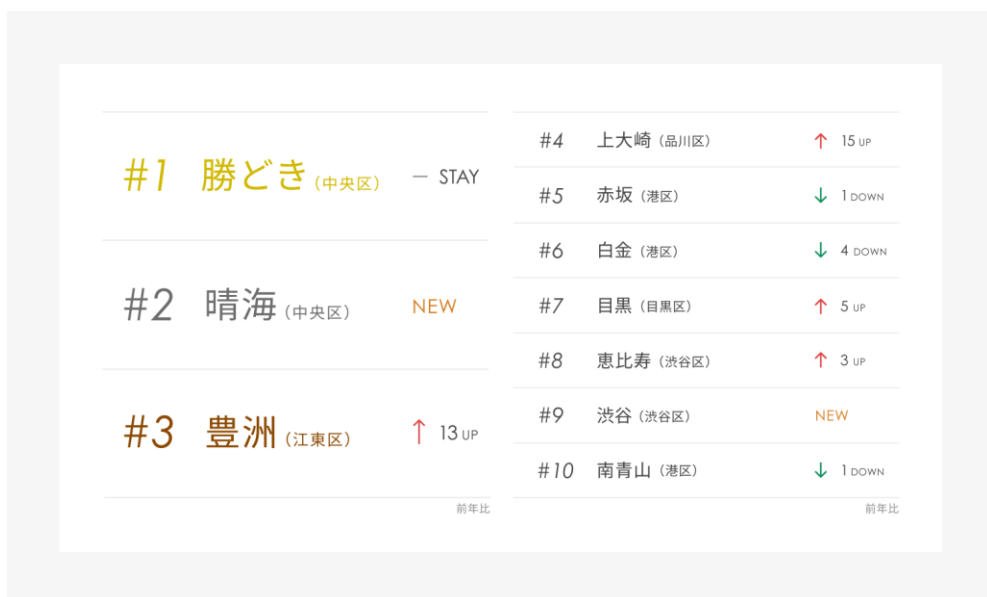 #1 勝どき（中央区） — STAY
#2 晴海（中央区） NEW
#3 豊洲（江東区） ↑ 13 UP
前年比
#4 上大崎（品川区） ↑ 15 UP
#5 赤坂（港区） ↓ 1 DOWN
#6 白金（港区） ↓ 4 DOWN
#7 目黒（目黒区） ↑ 5 UP
#8 恵比寿（渋谷区） ↑ 3 UP
#9 渋谷（渋谷区） NEW
#10 南青山（港区） ↓ 1 DOWN
前年比